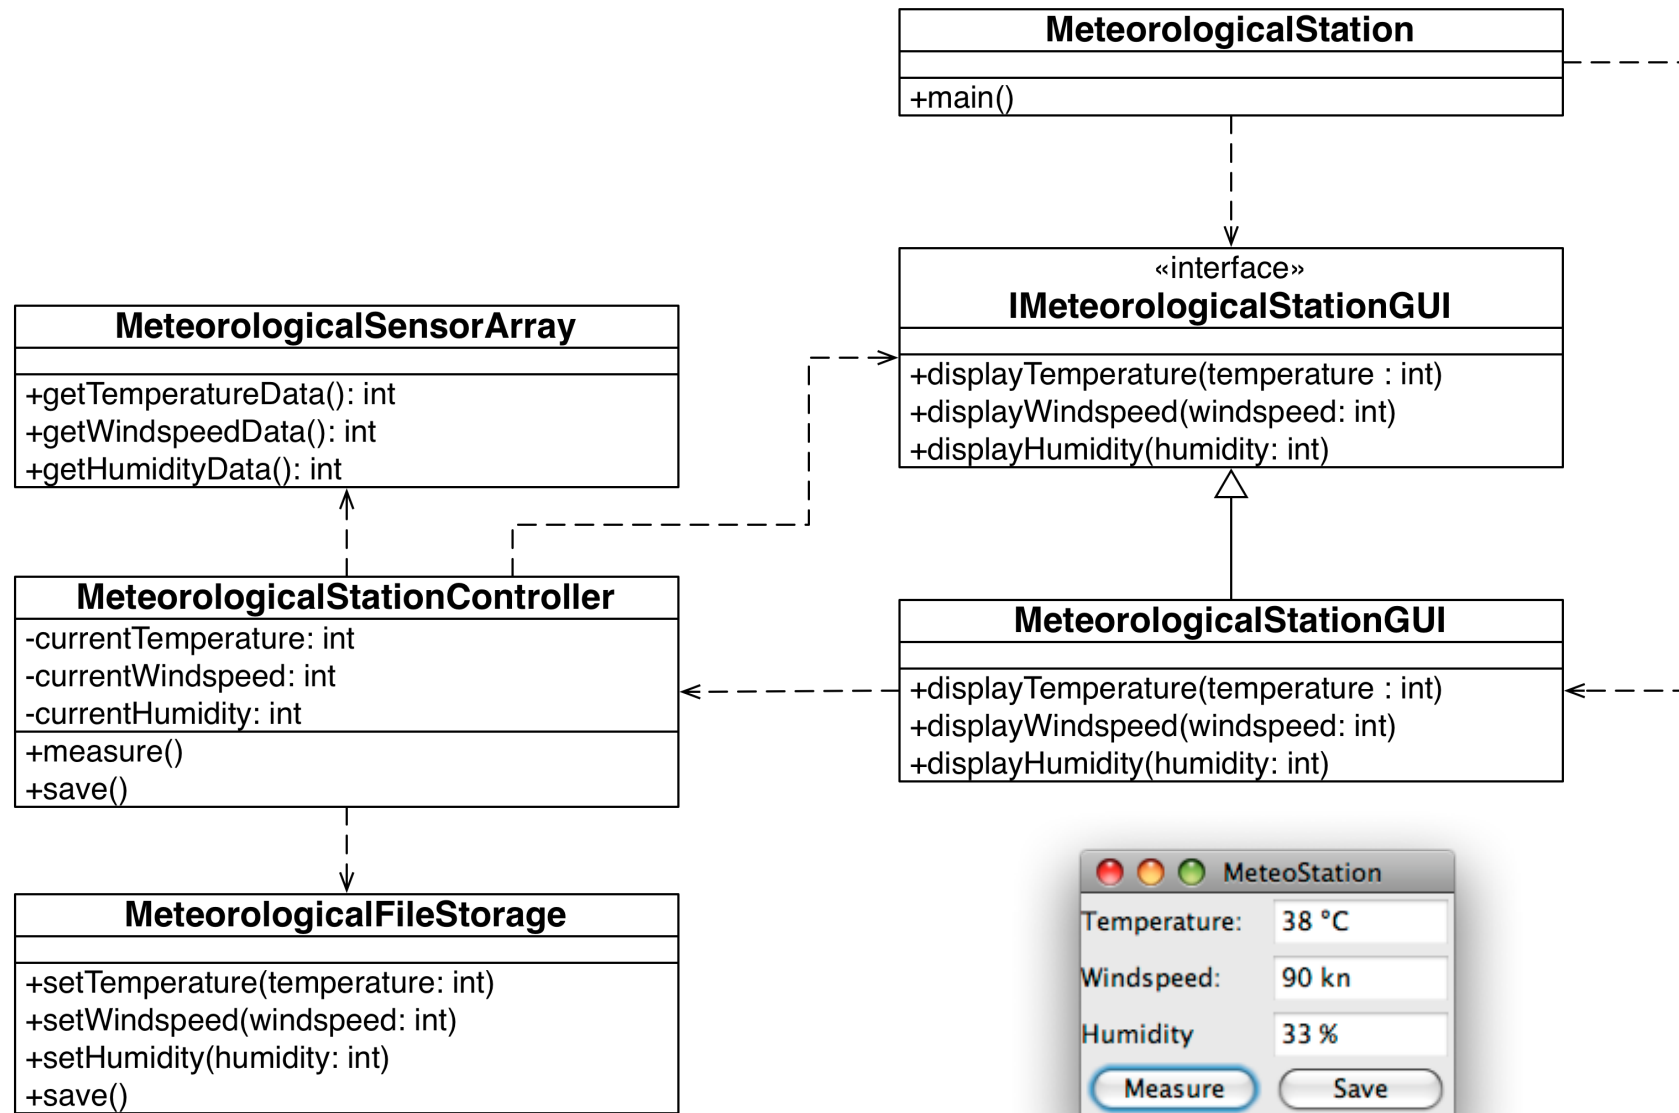 MeteorologicalStation
+main()
«interface»
IMeteorologicalStationGUI
+displayTemperature(temperature : int)
+displayWindspeed(windspeed: int)
+displayHumidity(humidity: int)
MeteorologicalSensorArray
+getTemperatureData(): int
+getWindspeedData(): int
+getHumidityData(): int
MeteorologicalStationController
-currentTemperature: int
-currentWindspeed: int
-currentHumidity: int
+measure()
+save()
MeteorologicalStationGUI
+displayTemperature(temperature : int)
+displayWindspeed(windspeed: int)
+displayHumidity(humidity: int)
MeteorologicalFileStorage
+setTemperature(temperature: int)
+setWindspeed(windspeed: int)
+setHumidity(humidity: int)
+save()
MeteoStation
Temperature: 38 °C
Windspeed: 90 kn
Humidity 33 %
Measure Save